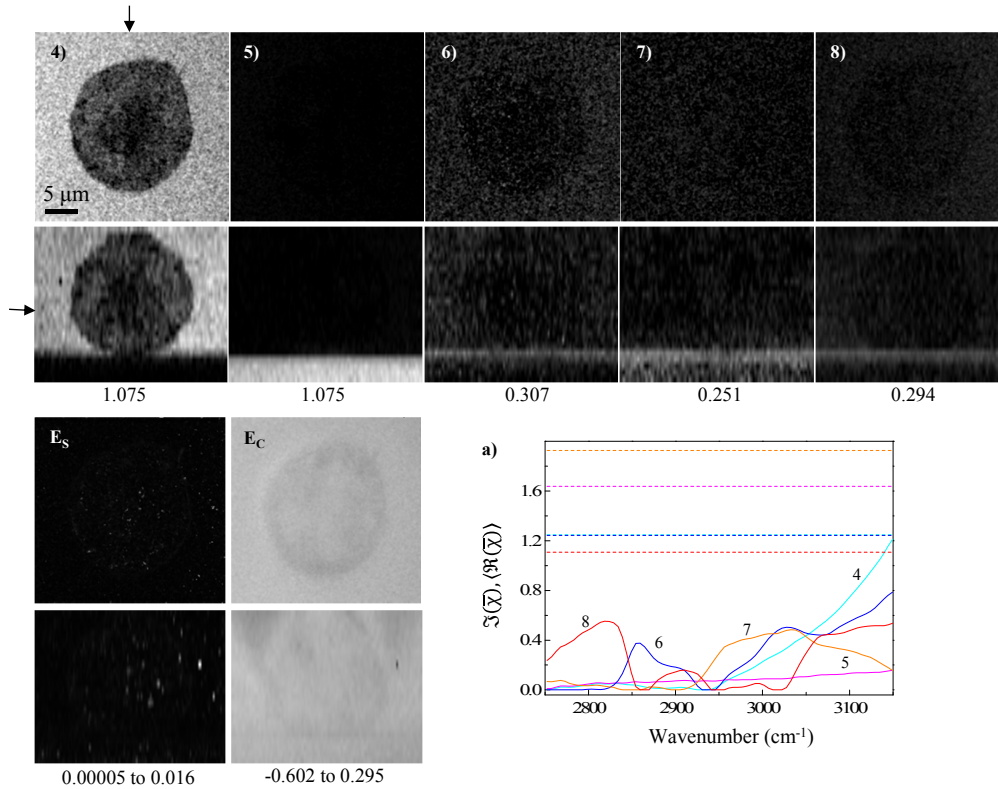 4) 5) 6) 7) 8)
5 μm
1.075 1.075 0.307 0.251 0.294
E_S E_C
0.00005 to 0.016 -0.602 to 0.295
a)
ℑ(χ̄), ⟨ℜ(χ̄)⟩
1.6
1.2
0.8
0.4
0.0
4
8 6 7
5
2800 2900 3000 3100
Wavenumber (cm⁻¹)